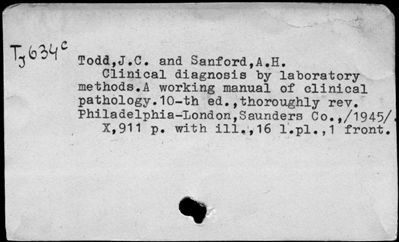 Tj634c
Todd,J.C. and Sanford,A.H.
Clinical diagnosis by laboratory
methods.A working manual of clinical
pathology.10-th ed.,thoroughly rev.
Philadelphia-London,Saunders Co.,/1945/.
X,911 p. with ill.,16 l.pl.,1 front.